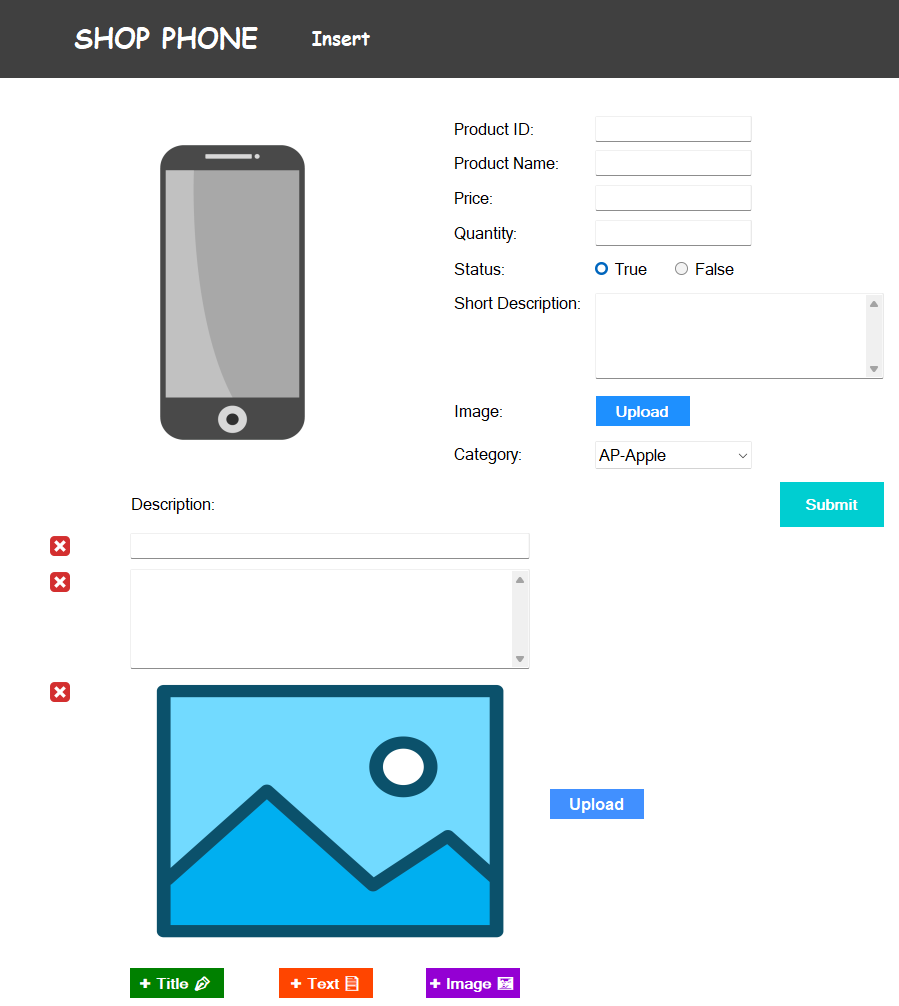 SHOP PHONE Insert
Product ID:
Product Name:
Price:
Quantity:
Status: True False
Short Description:
Image: Upload
Category: AP-Apple
Description: Submit
Upload
+ Title + Text + Image